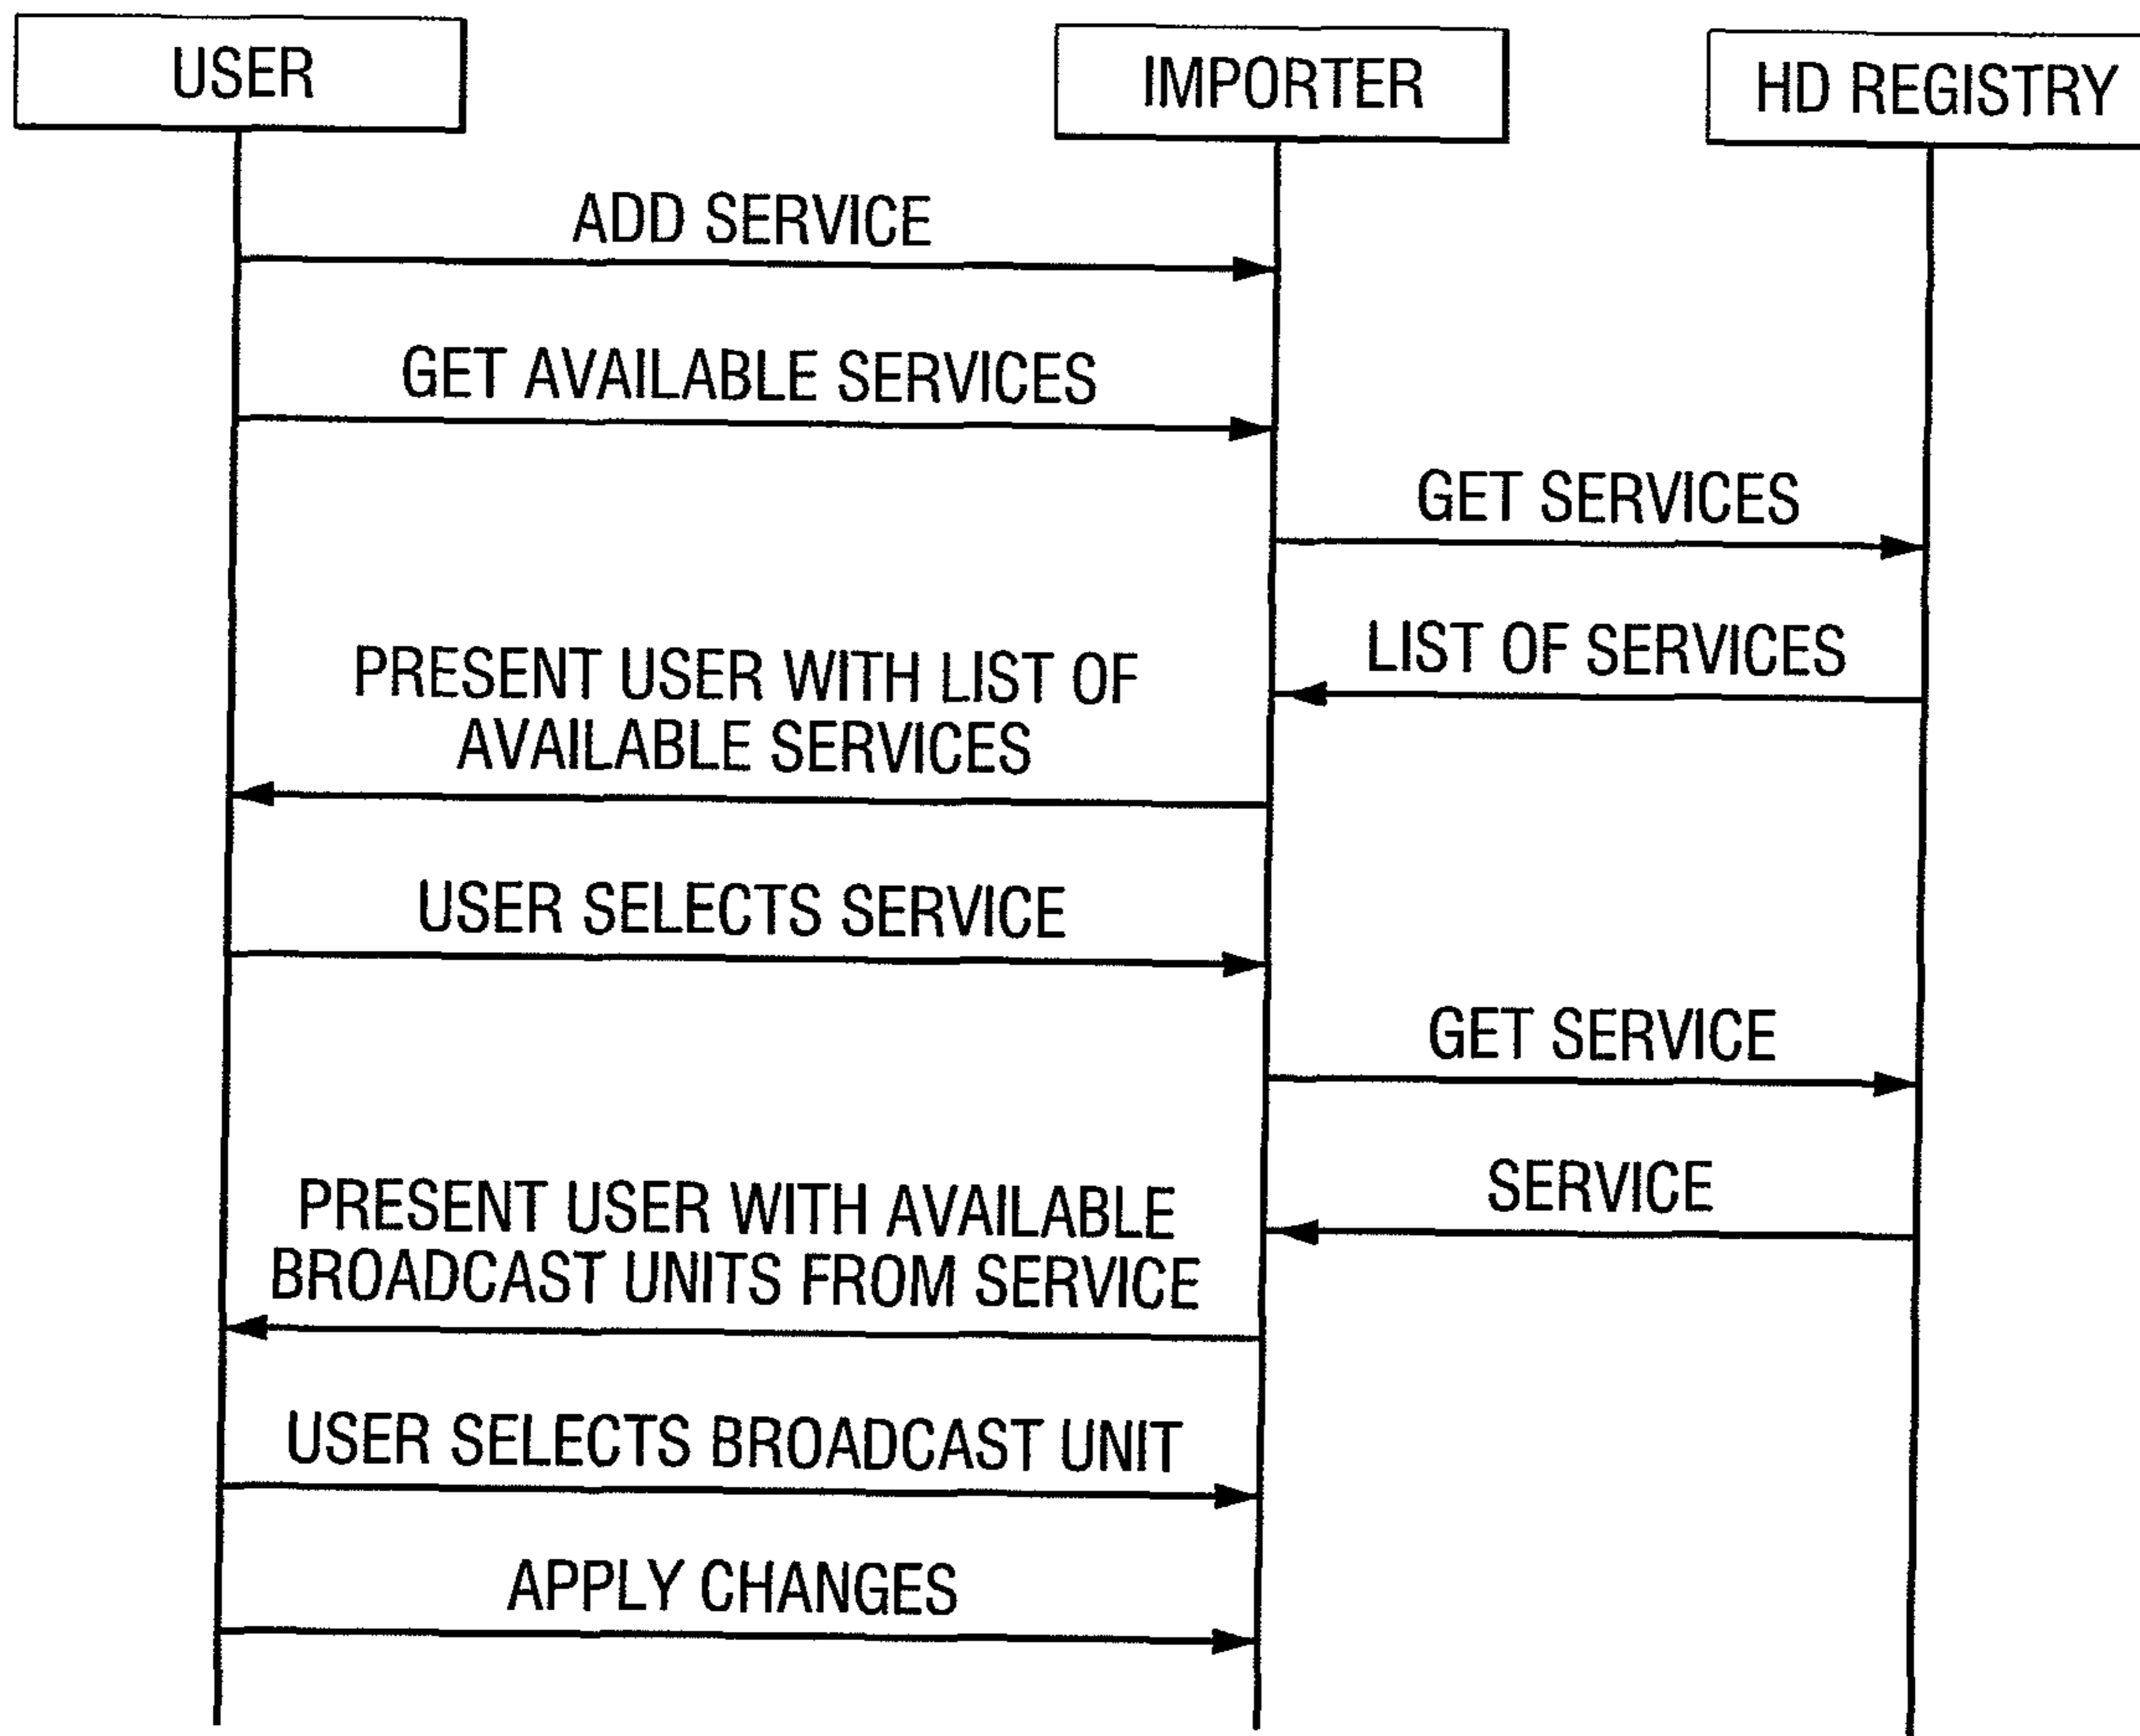 USER
IMPORTER
HD REGISTRY
ADD SERVICE
GET AVAILABLE SERVICES
GET SERVICES
LIST OF SERVICES
PRESENT USER WITH LIST OF
AVAILABLE SERVICES
USER SELECTS SERVICE
GET SERVICE
SERVICE
PRESENT USER WITH AVAILABLE
BROADCAST UNITS FROM SERVICE
USER SELECTS BROADCAST UNIT
APPLY CHANGES